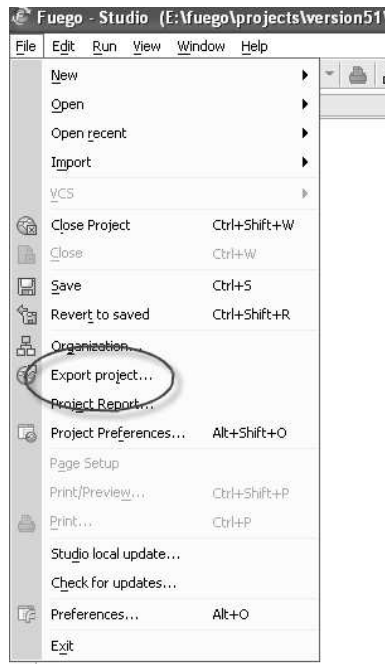 Fuego - Studio (E:\fuego\projects\version51
File Edit Run View Window Help
New
Open
Open recent
Import
VCS
Close Project Ctrl+Shift+W
Close Ctrl+W
Save Ctrl+S
Revert to saved Ctrl+Shift+R
Organization...
Export project...
Project Report...
Project Preferences... Alt+Shift+O
Page Setup
Print/Preview... Ctrl+Shift+P
Print... Ctrl+P
Studio local update...
Check for updates...
Preferences... Alt+O
Exit